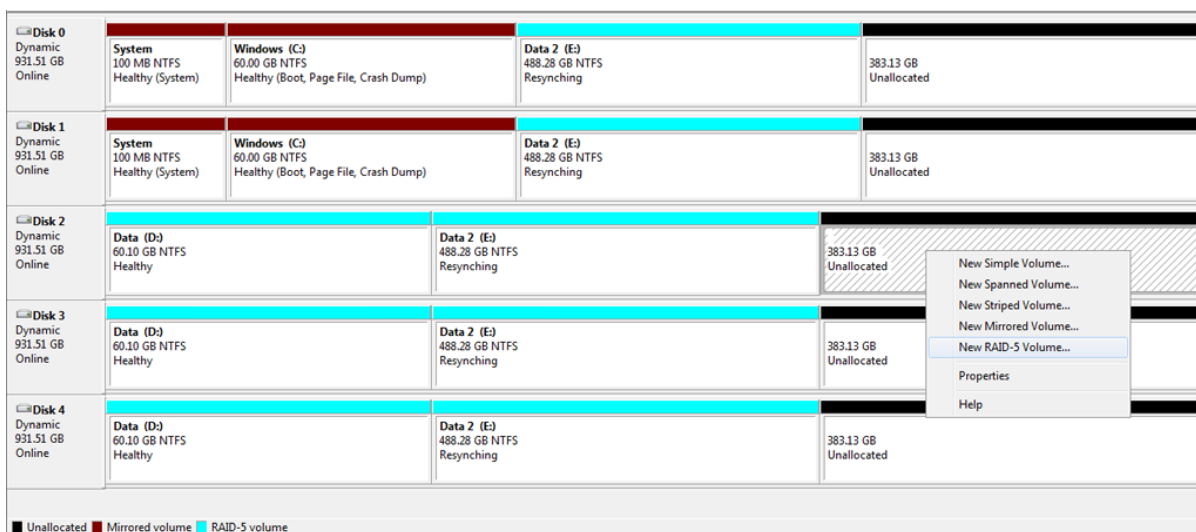 Disk 0
Dynamic
931.51 GB
Online
System
100 MB NTFS
Healthy (System)
Windows (C:)
60.00 GB NTFS
Healthy (Boot, Page File, Crash Dump)
Data 2 (E:)
488.28 GB NTFS
Resynching
383.13 GB
Unallocated
Disk 1
Dynamic
931.51 GB
Online
System
100 MB NTFS
Healthy (System)
Windows (C:)
60.00 GB NTFS
Healthy (Boot, Page File, Crash Dump)
Data 2 (E:)
488.28 GB NTFS
Resynching
383.13 GB
Unallocated
Disk 2
Dynamic
931.51 GB
Online
Data (D:)
60.10 GB NTFS
Healthy
Data 2 (E:)
488.28 GB NTFS
Resynching
383.13 GB
Unallocated
New Simple Volume...
New Spanned Volume...
New Striped Volume...
New Mirrored Volume...
New RAID-5 Volume...
Properties
Help
Disk 3
Dynamic
931.51 GB
Online
Data (D:)
60.10 GB NTFS
Healthy
Data 2 (E:)
488.28 GB NTFS
Resynching
383.13 GB
Unallocated
Disk 4
Dynamic
931.51 GB
Online
Data (D:)
60.10 GB NTFS
Healthy
Data 2 (E:)
488.28 GB NTFS
Resynching
383.13 GB
Unallocated
Unallocated Mirrored volume RAID-5 volume